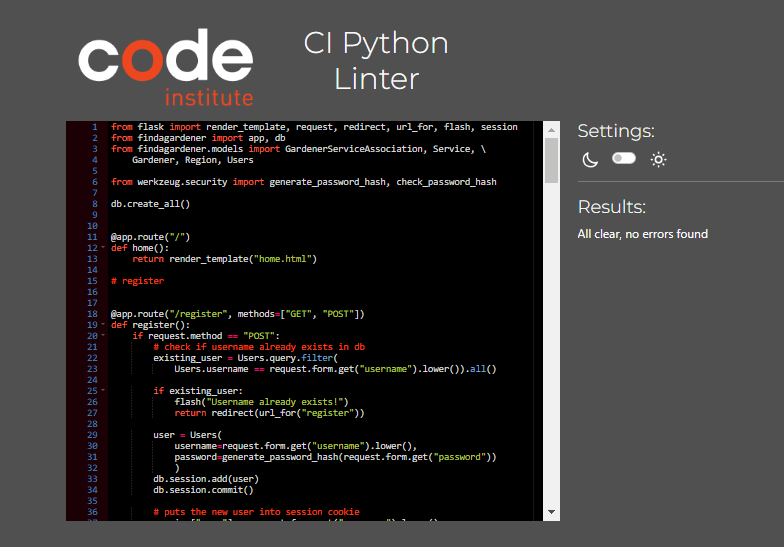 code
institute
CI Python
Linter
1 from flask import render_template, request, redirect, url_for, flash, session
2 from findagardener import app, db
3 from findagardener.models import GardenerServiceAssociation, Service, \
4     Gardener, Region, Users
5
6 from werkzeug.security import generate_password_hash, check_password_hash
7
8 db.create_all()
9
10
11 @app.route("/")
12 def home():
13     return render_template("home.html")
14
15 # register
16
17
18 @app.route("/register", methods=["GET", "POST"])
19 def register():
20     if request.method == "POST":
21         # check if username already exists in db
22         existing_user = Users.query.filter(
23             Users.username == request.form.get("username").lower()).all()
24
25         if existing_user:
26             flash("Username already exists!")
27             return redirect(url_for("register"))
28
29         user = Users(
30             username=request.form.get("username").lower(),
31             password=generate_password_hash(request.form.get("password"))
32             )
33         db.session.add(user)
34         db.session.commit()
35
36         # puts the new user into session cookie
Settings:
Results:
All clear, no errors found